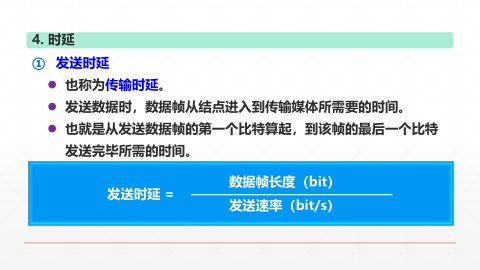 4. 时延
① 发送时延
● 也称为传输时延。
● 发送数据时，数据帧从结点进入到传输媒体所需要的时间。
● 也就是从发送数据帧的第一个比特算起，到该帧的最后一个比特
发送完毕所需的时间。
数据帧长度（bit）
发送时延 =
发送速率（bit/s）